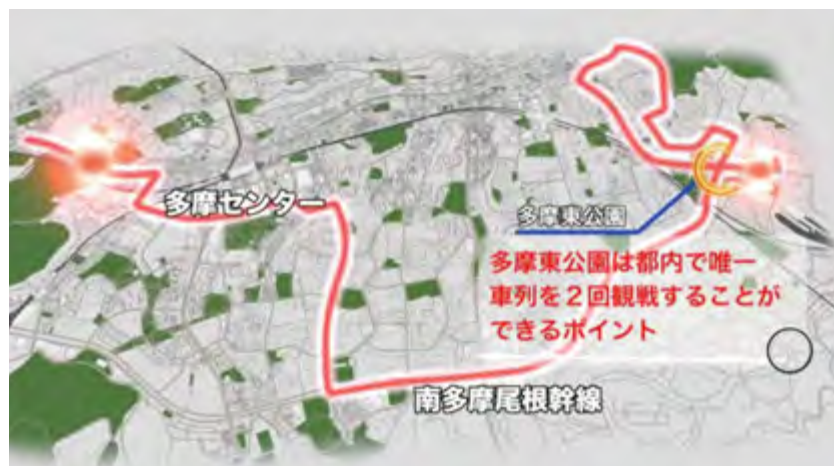 多摩センター
多摩東公園
多摩東公園は都内で唯一
車列を２回観戦することが
できるポイント
南多摩尾根幹線